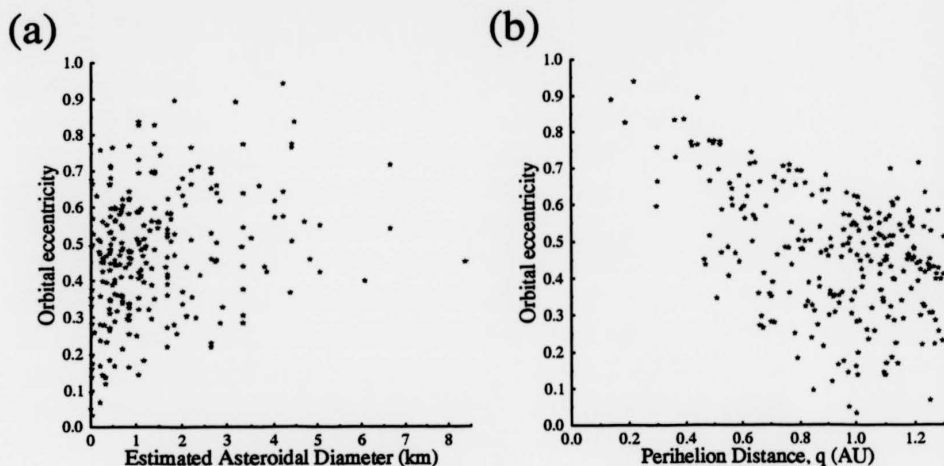 (a)
Orbital eccentricity
1.0
0.9
0.8
0.7
0.6
0.5
0.4
0.3
0.2
0.1
0.0
0 1 2 3 4 5 6 7 8
Estimated Asteroidal Diameter (km)
(b)
Orbital eccentricity
1.0
0.9
0.8
0.7
0.6
0.5
0.4
0.3
0.2
0.1
0.0
0.0 0.2 0.4 0.6 0.8 1.0 1.2
Perihelion Distance, q (AU)